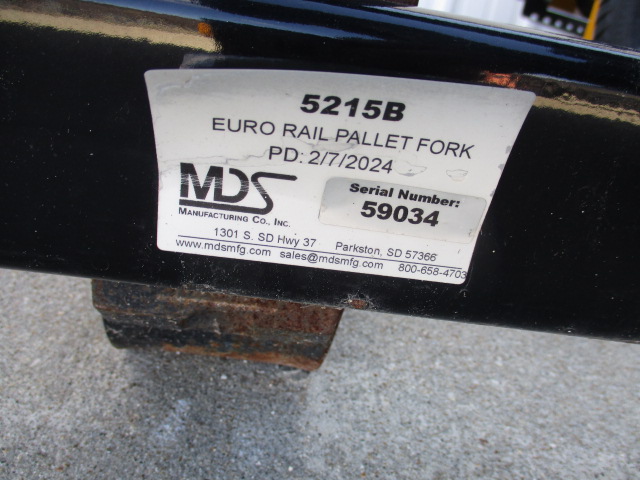 5215B
EURO RAIL PALLET FORK
PD: 2/7/2024
MDS
MANUFACTURING CO., INC.
Serial Number:
59034
1301 S. SD Hwy 37 Parkston, SD 57366
www.mdsmfg.com sales@mdsmfg.com 800-658-4703